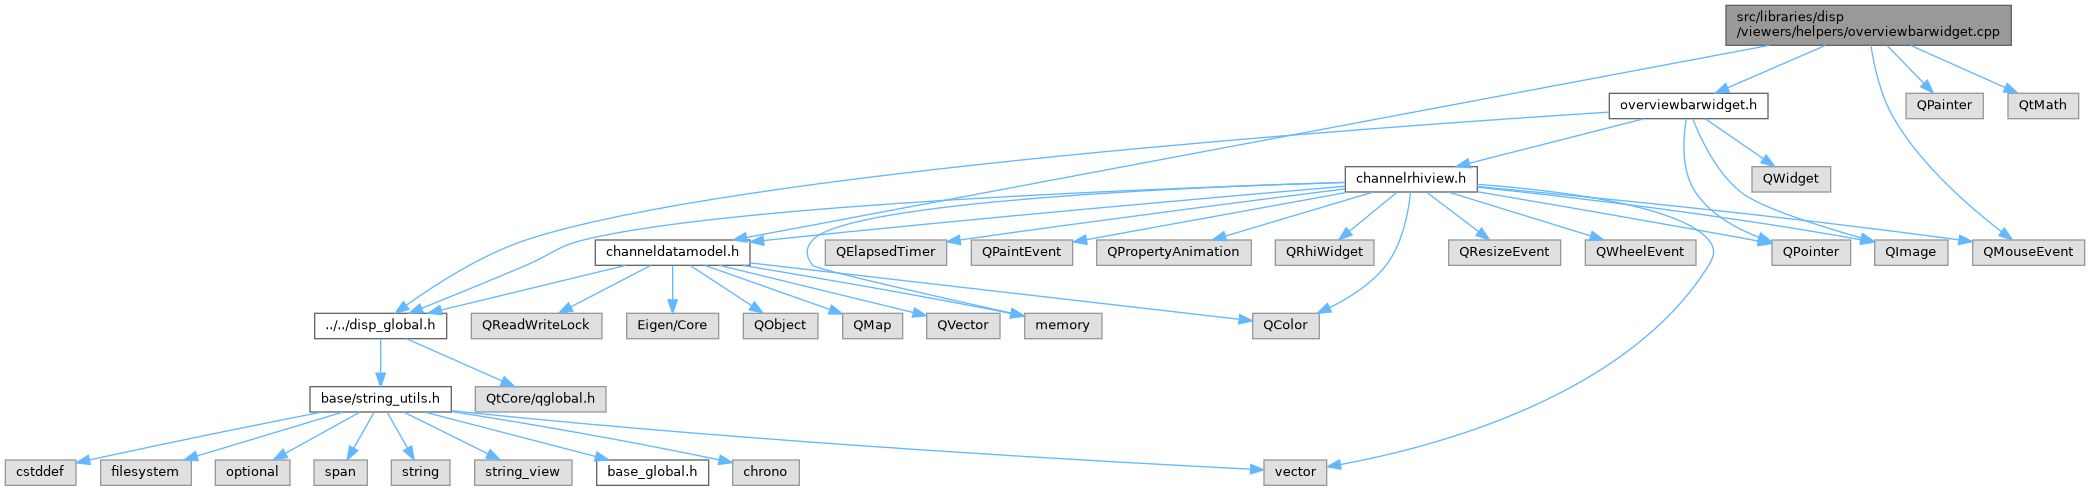 src/libraries/disp
/viewers/helpers/overviewbarwidget.cpp
overviewbarwidget.h
QPainter
QtMath
channelrhiview.h
QWidget
channeldatamodel.h
QElapsedTimer
QPaintEvent
QPropertyAnimation
QRhiWidget
QResizeEvent
QWheelEvent
QPointer
QImage
QMouseEvent
../../disp_global.h
QReadWriteLock
Eigen/Core
QObject
QMap
QVector
memory
QColor
base/string_utils.h
QtCore/qglobal.h
cstddef
filesystem
optional
span
string
string_view
base_global.h
chrono
vector